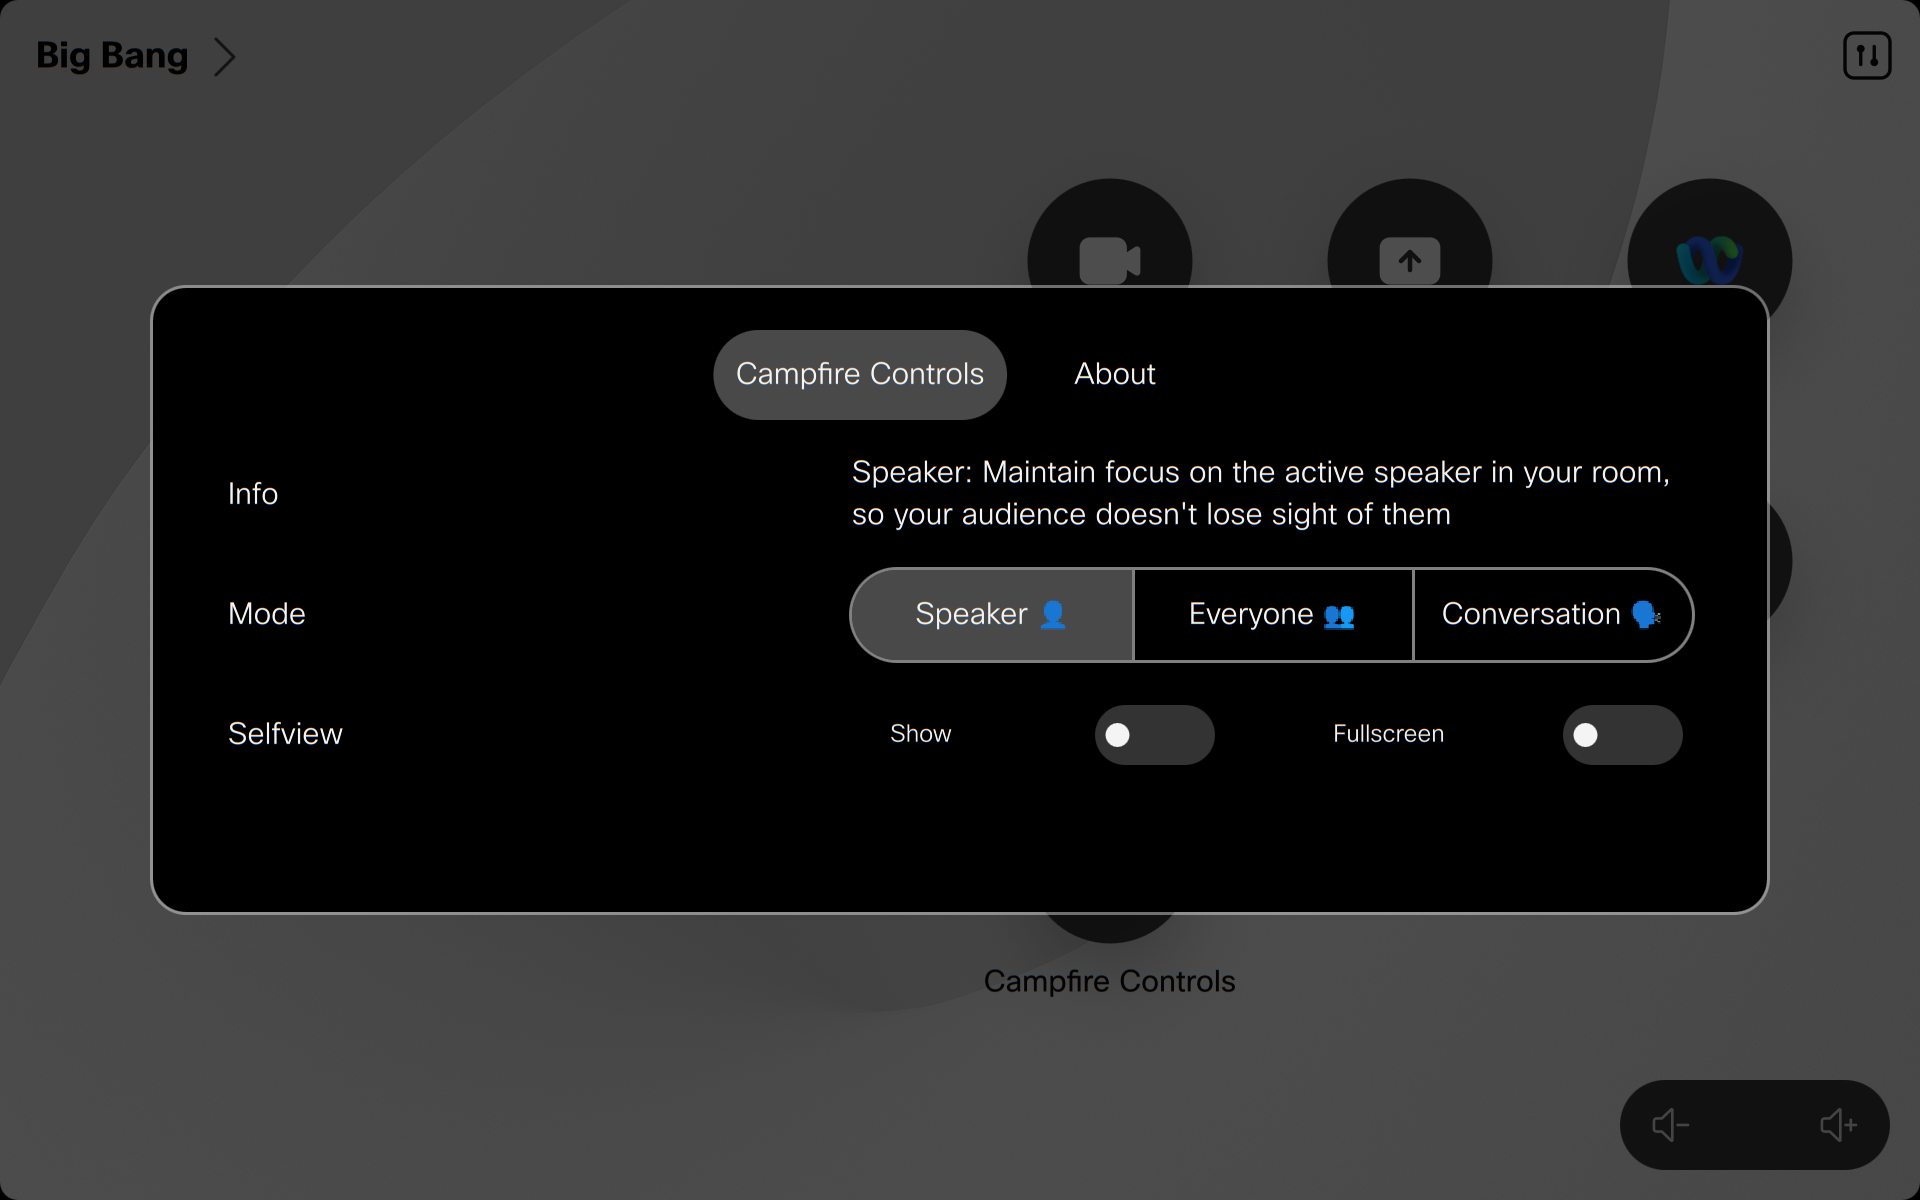 Big Bang
Campfire Controls
About
Info
Speaker: Maintain focus on the active speaker in your room,
so your audience doesn't lose sight of them
Mode
Speaker 👤
Everyone 👥
Conversation 🗣️
Selfview
Show
Fullscreen
Campfire Controls